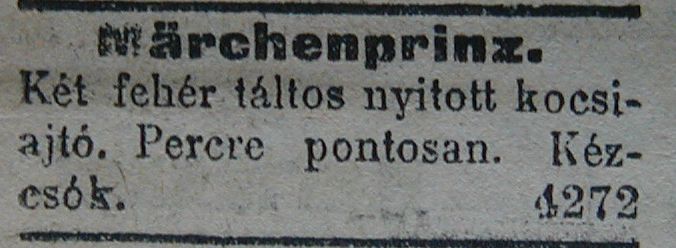 Märchenprinz.
Két fehér táltos nyitott kocsi-
ajtó. Percre pontosan. Kéz-
csók. 4272